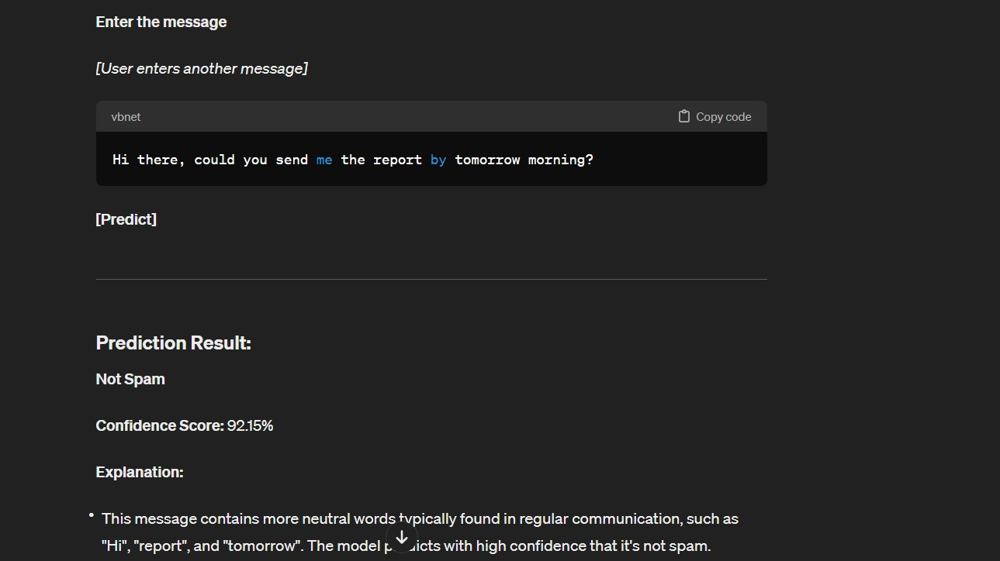 Enter the message
[User enters another message]
vbnet Copy code
Hi there, could you send me the report by tomorrow morning?
[Predict]
Prediction Result:
Not Spam
Confidence Score: 92.15%
Explanation:
• This message contains more neutral words typically found in regular communication, such as
"Hi", "report", and "tomorrow". The model predicts with high confidence that it's not spam.